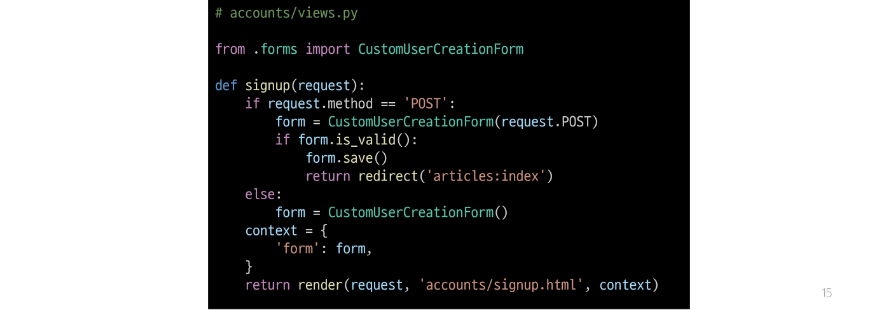 # accounts/views.py

from .forms import CustomUserCreationForm

def signup(request):
    if request.method == 'POST':
        form = CustomUserCreationForm(request.POST)
        if form.is_valid():
            form.save()
            return redirect('articles:index')
    else:
        form = CustomUserCreationForm()
    context = {
        'form': form,
    }
    return render(request, 'accounts/signup.html', context)
15